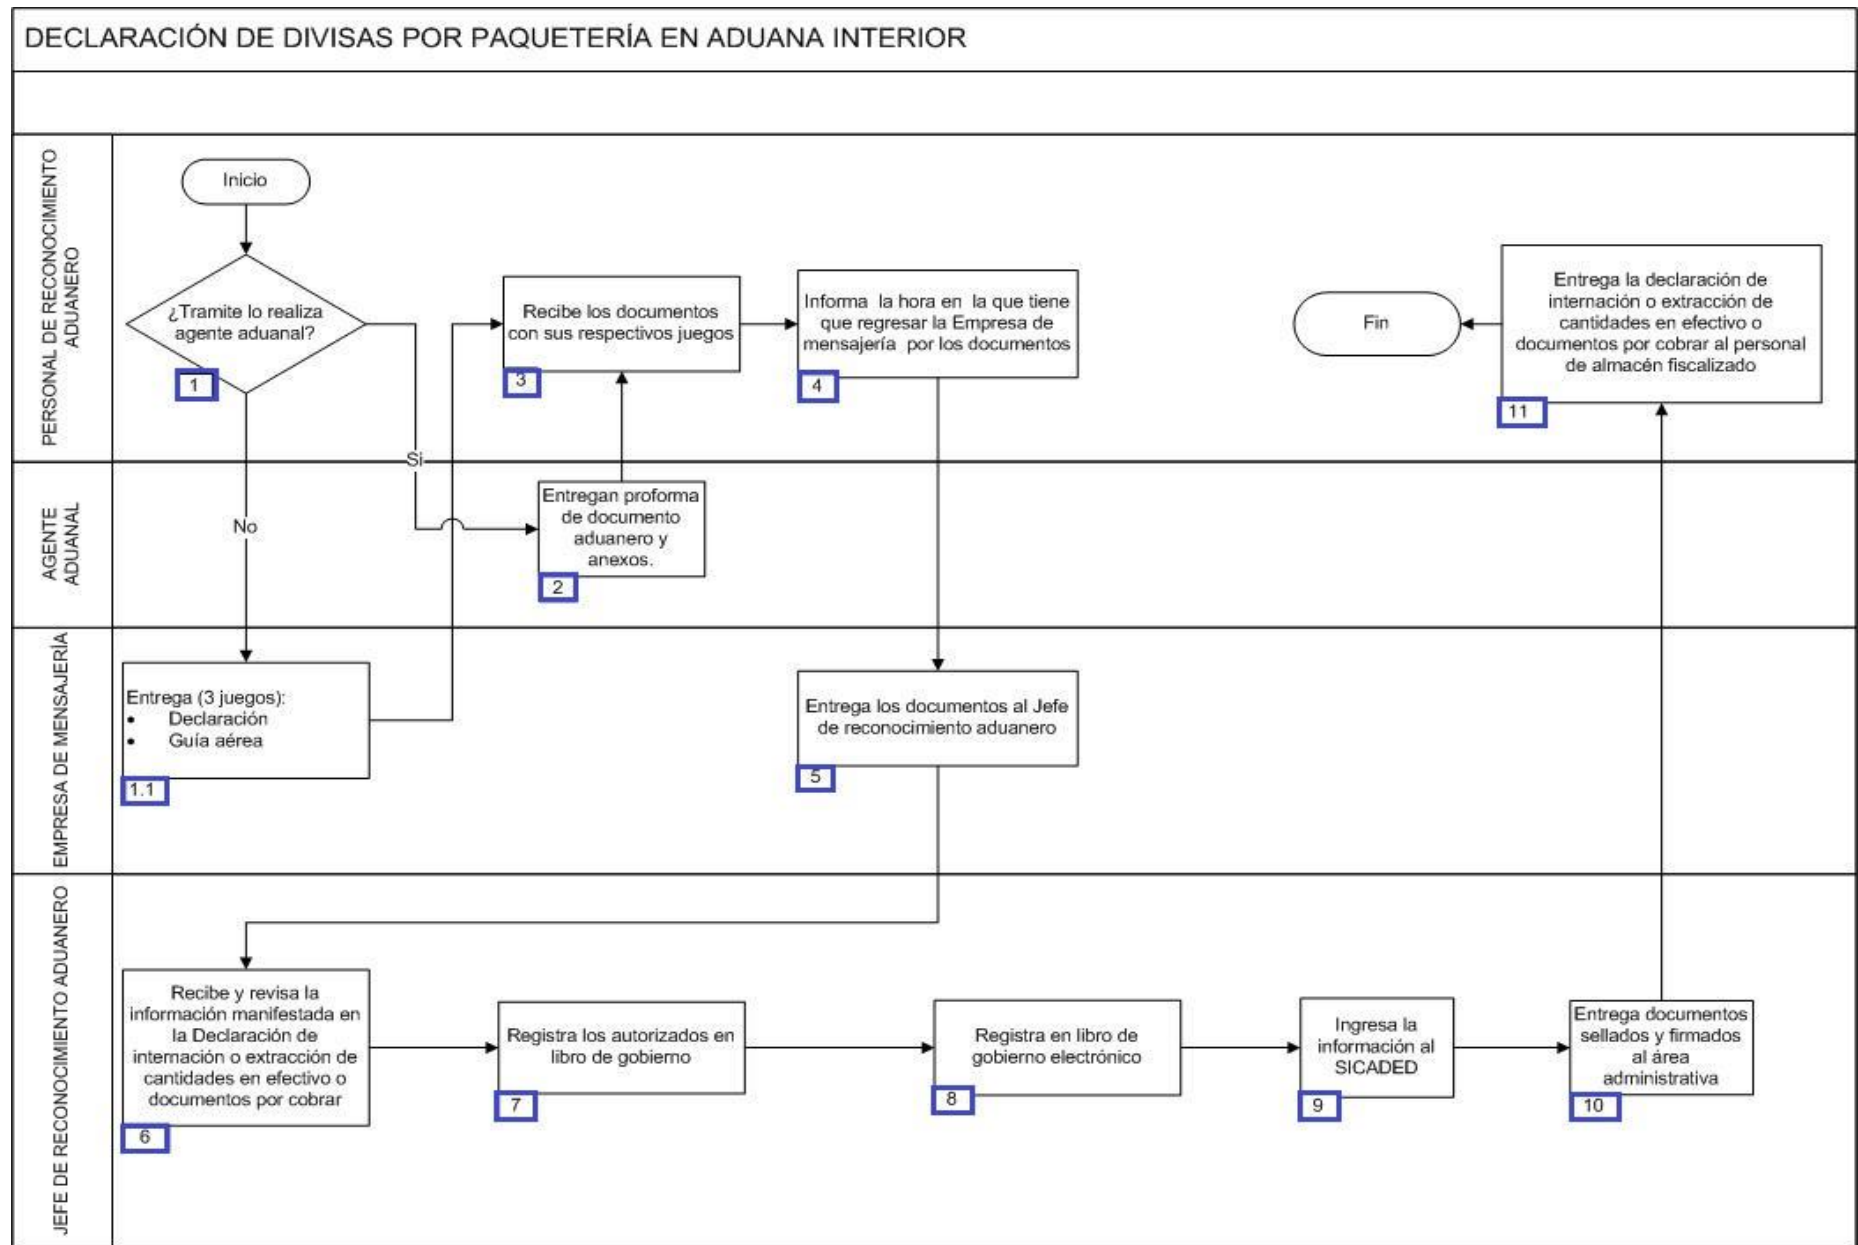 DECLARACIÓN DE DIVISAS POR PAQUETERÍA EN ADUANA INTERIOR
PERSONAL DE RECONOCIMIENTO
ADUANERO
Inicio
¿Tramite lo realiza
agente aduanal?
1
Recibe los documentos
con sus respectivos juegos
3
Informa la hora en la que tiene
que regresar la Empresa de
mensajería por los documentos
4
Fin
Entrega la declaración de
internación o extracción de
cantidades en efectivo o
documentos por cobrar al personal
de almacén fiscalizado
11
Si
AGENTE
ADUANAL
No
Entregan proforma
de documento
aduanero y
anexos.
2
EMPRESA DE MENSAJERÍA
Entrega (3 juegos):
• Declaración
• Guía aérea
1.1
Entrega los documentos al Jefe
de reconocimiento aduanero
5
JEFE DE RECONOCIMIENTO ADUANERO
Recibe y revisa la
información manifestada en
la Declaración de
internación o extracción de
cantidades en efectivo o
documentos por cobrar
6
Registra los autorizados en
libro de gobierno
7
Registra en libro de
gobierno electrónico
8
Ingresa la
información al
SICADED
9
Entrega documentos
sellados y firmados
al área
administrativa
10